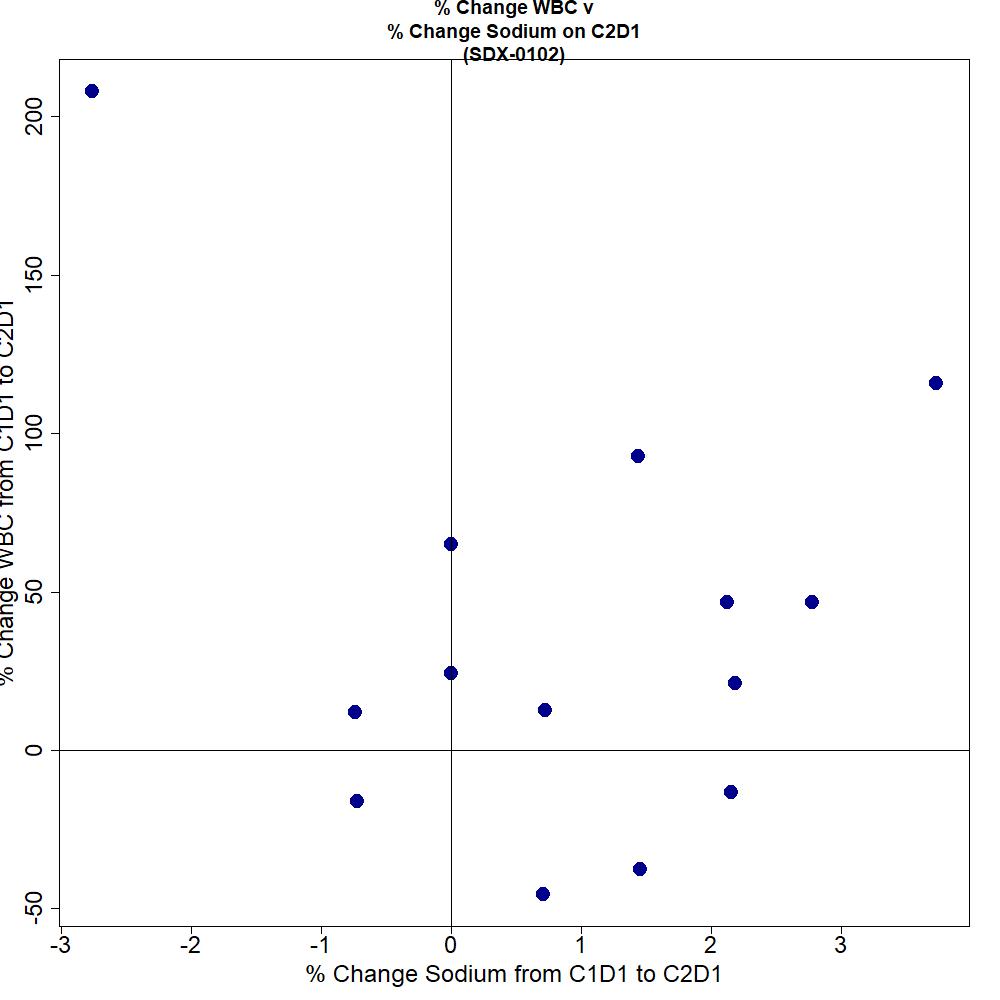 % Change WBC v
% Change Sodium on C2D1
(SDX-0102)
% Change WBC from C1D1 to C2D1
200
150
100
50
0
-50
-3 -2 -1 0 1 2 3
% Change Sodium from C1D1 to C2D1